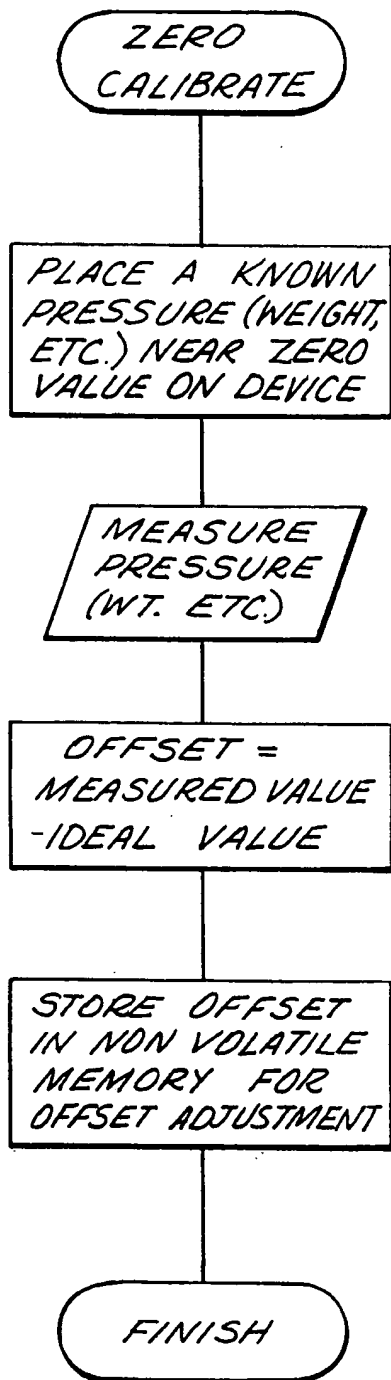 ZERO
CALIBRATE
PLACE A KNOWN
PRESSURE (WEIGHT,
ETC.) NEAR ZERO
VALUE ON DEVICE
MEASURE
PRESSURE
(WT. ETC.)
OFFSET =
MEASURED VALUE
-IDEAL VALUE
STORE OFFSET
IN NON VOLATILE
MEMORY FOR
OFFSET ADJUSTMENT
FINISH